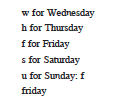 w for Wednesday
h for Thursday
f for Friday
s for Saturday
u for Sunday: f
friday